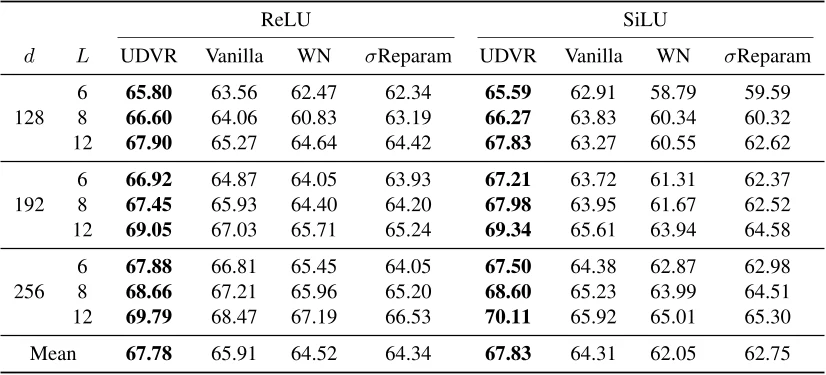 ReLU SiLU
d L UDVR Vanilla WN σReparam UDVR Vanilla WN σReparam
6 65.80 63.56 62.47 62.34 65.59 62.91 58.79 59.59
128 8 66.60 64.06 60.83 63.19 66.27 63.83 60.34 60.32
12 67.90 65.27 64.64 64.42 67.83 63.27 60.55 62.62
6 66.92 64.87 64.05 63.93 67.21 63.72 61.31 62.37
192 8 67.45 65.93 64.40 64.20 67.98 63.95 61.67 62.52
12 69.05 67.03 65.71 65.24 69.34 65.61 63.94 64.58
6 67.88 66.81 65.45 64.05 67.50 64.38 62.87 62.98
256 8 68.66 67.21 65.96 65.20 68.60 65.23 63.99 64.51
12 69.79 68.47 67.19 66.53 70.11 65.92 65.01 65.30
Mean 67.78 65.91 64.52 64.34 67.83 64.31 62.05 62.75